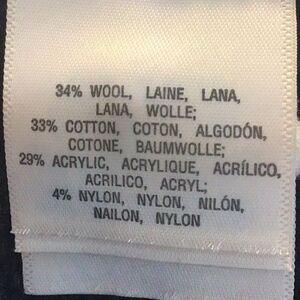 34% WOOL, LAINE, LANA,
LANA, WOLLE;
33% COTTON, COTON, ALGODÓN,
COTONE, BAUMWOLLE;
29% ACRYLIC, ACRYLIQUE, ACRÍLICO,
ACRILICO, ACRYL;
4% NYLON, NYLON, NILÓN,
NAILON, NYLON